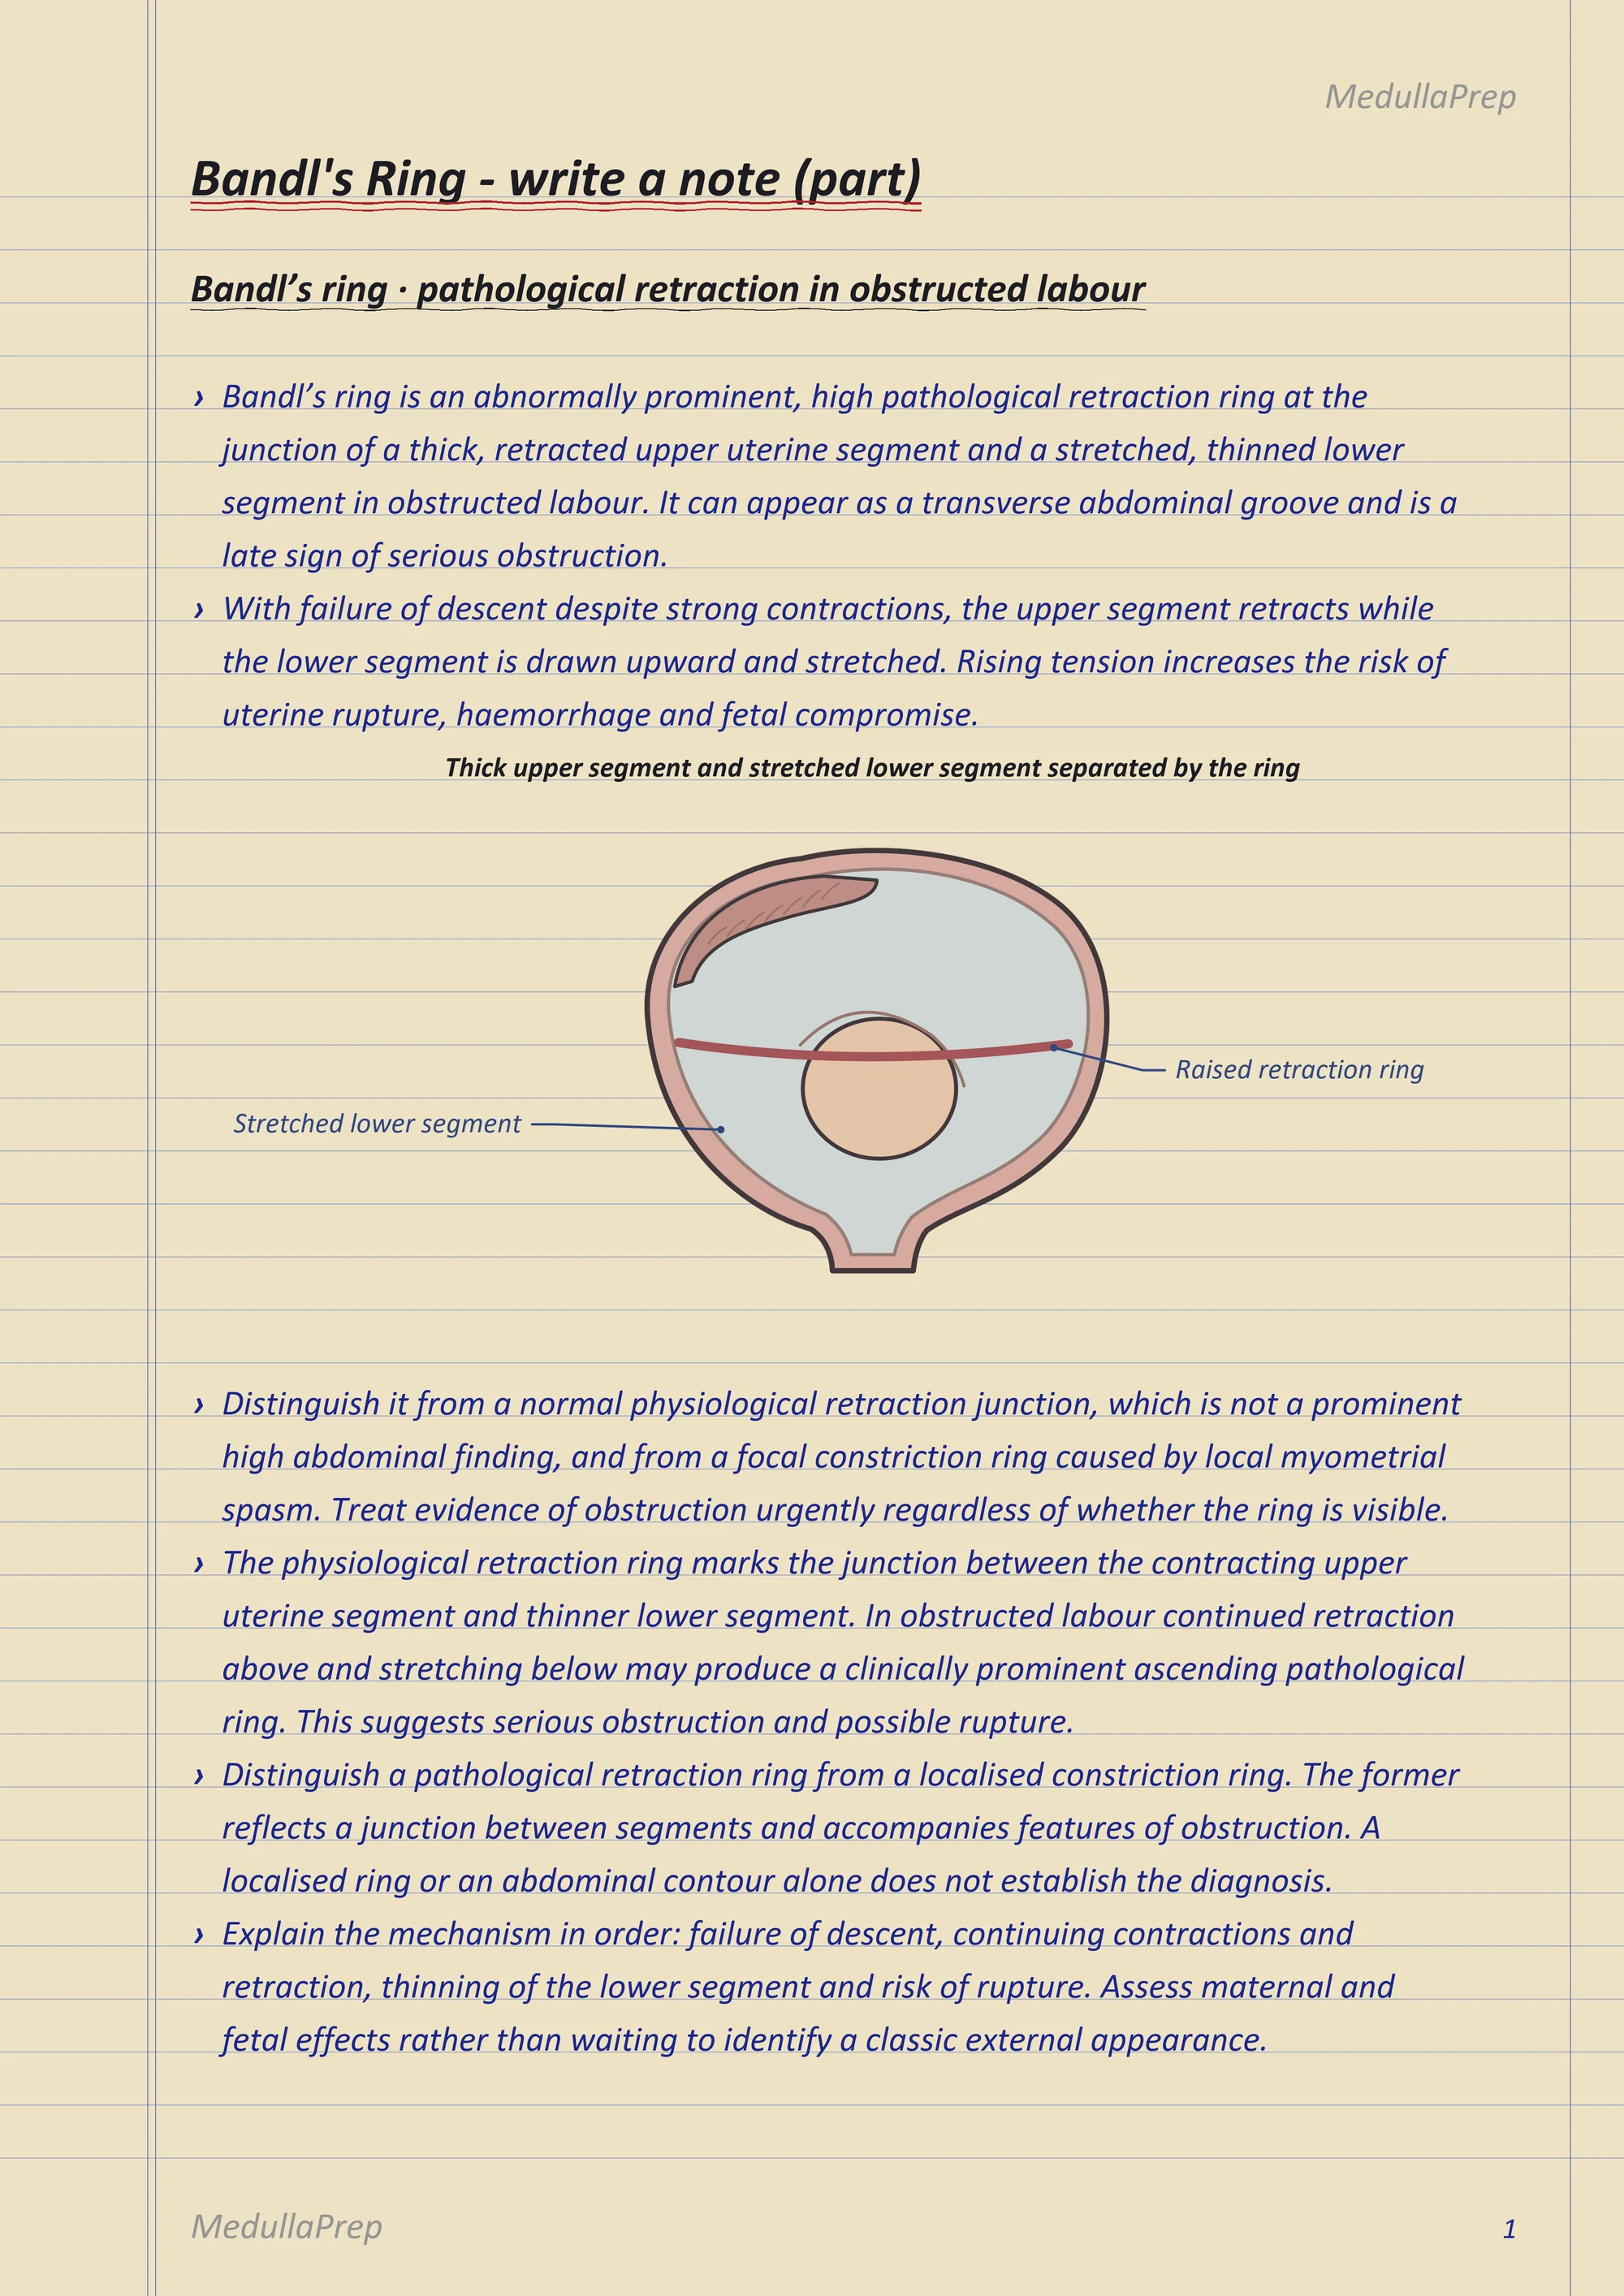 MedullaPrep
Bandl's Ring - write a note (part)
Bandl’s ring · pathological retraction in obstructed labour
› Bandl’s ring is an abnormally prominent, high pathological retraction ring at the
junction of a thick, retracted upper uterine segment and a stretched, thinned lower
segment in obstructed labour. It can appear as a transverse abdominal groove and is a
late sign of serious obstruction.
› With failure of descent despite strong contractions, the upper segment retracts while
the lower segment is drawn upward and stretched. Rising tension increases the risk of
uterine rupture, haemorrhage and fetal compromise.
Thick upper segment and stretched lower segment separated by the ring
Raised retraction ring
Stretched lower segment
› Distinguish it from a normal physiological retraction junction, which is not a prominent
high abdominal finding, and from a focal constriction ring caused by local myometrial
spasm. Treat evidence of obstruction urgently regardless of whether the ring is visible.
› The physiological retraction ring marks the junction between the contracting upper
uterine segment and thinner lower segment. In obstructed labour continued retraction
above and stretching below may produce a clinically prominent ascending pathological
ring. This suggests serious obstruction and possible rupture.
› Distinguish a pathological retraction ring from a localised constriction ring. The former
reflects a junction between segments and accompanies features of obstruction. A
localised ring or an abdominal contour alone does not establish the diagnosis.
› Explain the mechanism in order: failure of descent, continuing contractions and
retraction, thinning of the lower segment and risk of rupture. Assess maternal and
fetal effects rather than waiting to identify a classic external appearance.
MedullaPrep
1